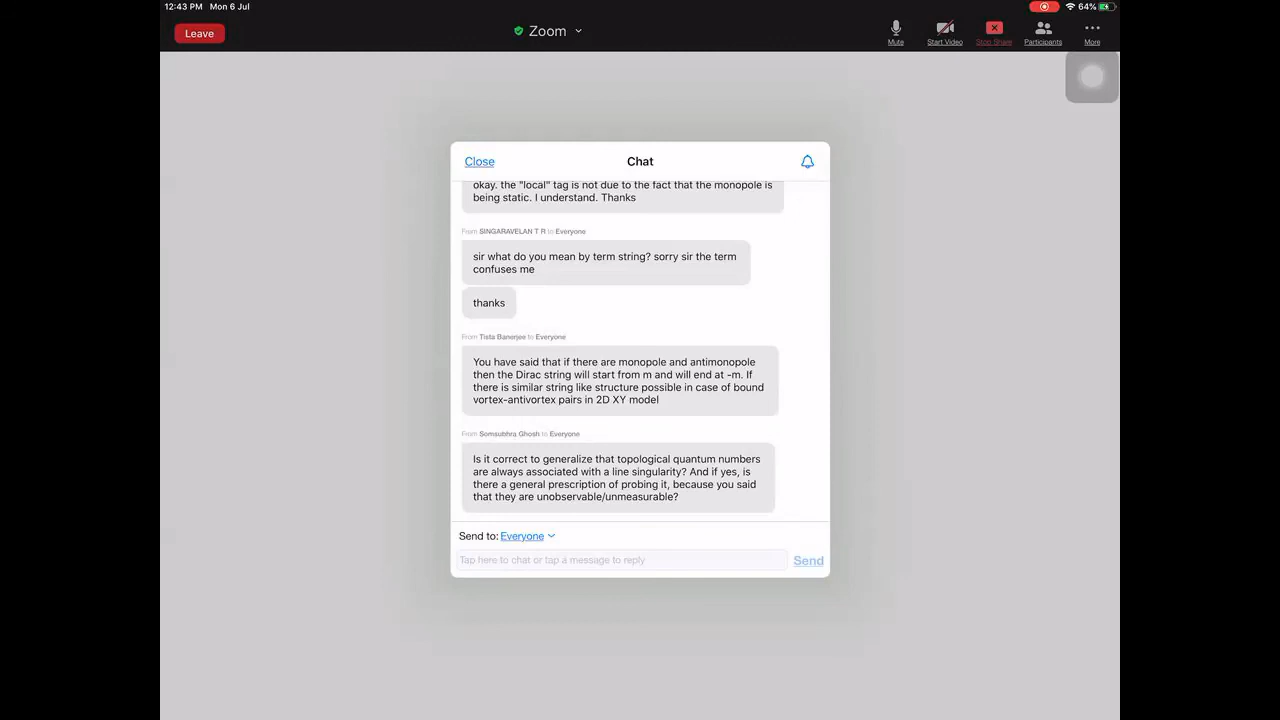 12:43 PM Mon 6 Jul
64%
Leave
Zoom
Mute
Start Video
Stop Share
Participants
More
Close
Chat
okay. the "local" tag is not due to the fact that the monopole is
being static. I understand. Thanks
From SINGARAVELAN T R to Everyone
sir what do you mean by term string? sorry sir the term
confuses me
thanks
From Tista Banerjee to Everyone
You have said that if there are monopole and antimonopole
then the Dirac string will start from m and will end at -m. If
there is similar string like structure possible in case of bound
vortex-antivortex pairs in 2D XY model
From Somsubhra Ghosh to Everyone
Is it correct to generalize that topological quantum numbers
are always associated with a line singularity? And if yes, is
there a general prescription of probing it, because you said
that they are unobservable/unmeasurable?
Send to: Everyone
Tap here to chat or tap a message to reply
Send